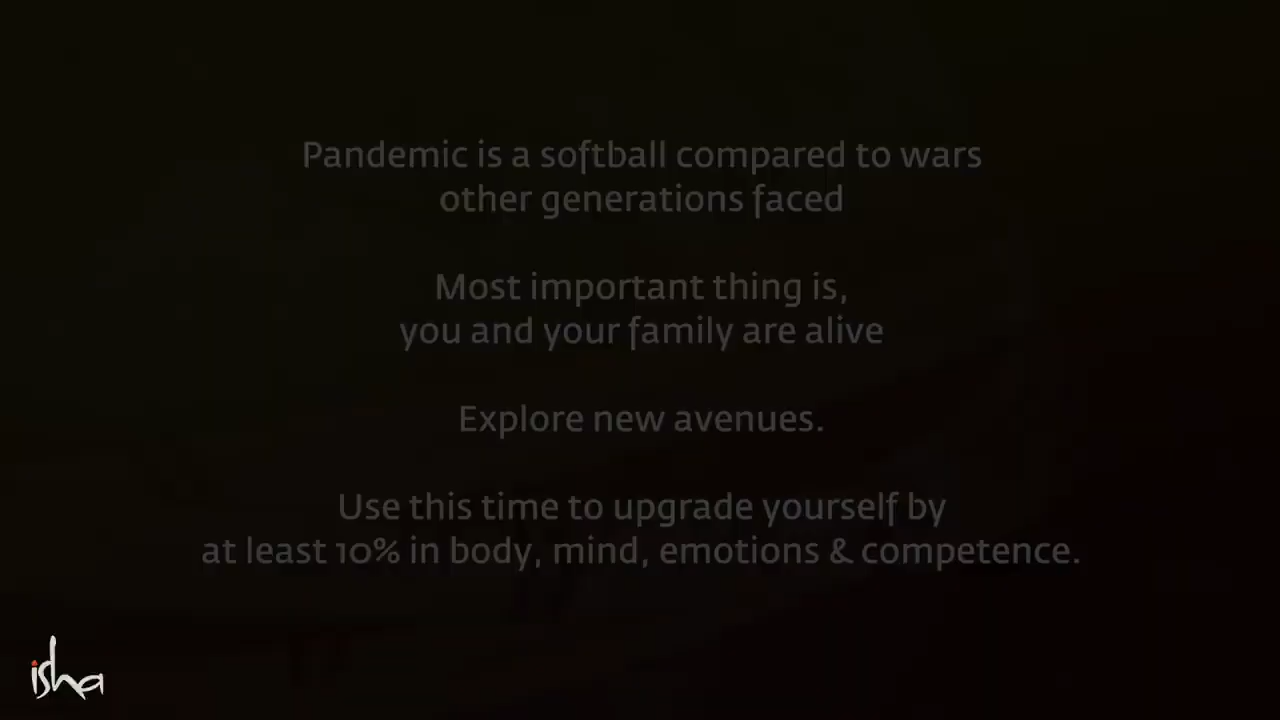 Pandemic is a softball compared to wars
other generations faced
Most important thing is,
you and your family are alive
Explore new avenues.
Use this time to upgrade yourself by
at least 10% in body, mind, emotions & competence.
isha